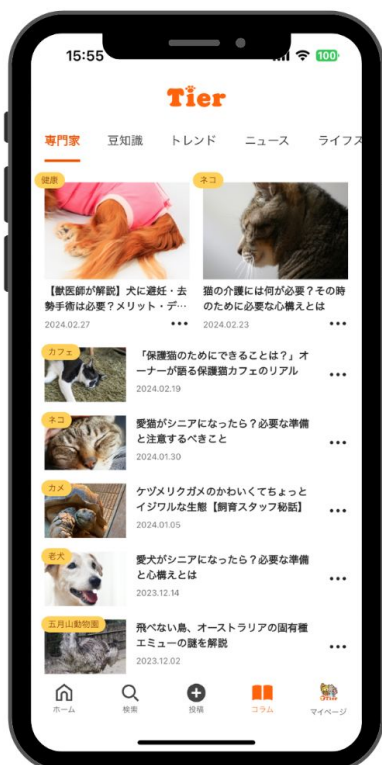 15:55
100
Tier
専門家 豆知識 トレンド ニュース ライフス
健康
ネコ
【獣医師が解説】犬に避妊・去
勢手術は必要？メリット・デ…
2024.02.27
猫の介護には何が必要？その時
のために必要な心構えとは
2024.02.23
カフェ
「保護猫のためにできることは？」オ
ーナーが語る保護猫カフェのリアル
2024.02.19
ネコ
愛猫がシニアになったら？必要な準備
と注意するべきこと
2024.01.30
カメ
ケヅメリクガメのかわいくてちょっと
イジワルな生態【飼育スタッフ秘話】
2024.01.05
老犬
愛犬がシニアになったら？必要な準備
と心構えとは
2023.12.14
五月山動物園
飛べない鳥、オーストラリアの固有種
エミューの謎を解説
2023.12.02
ホーム 検索 投稿 コラム マイページ